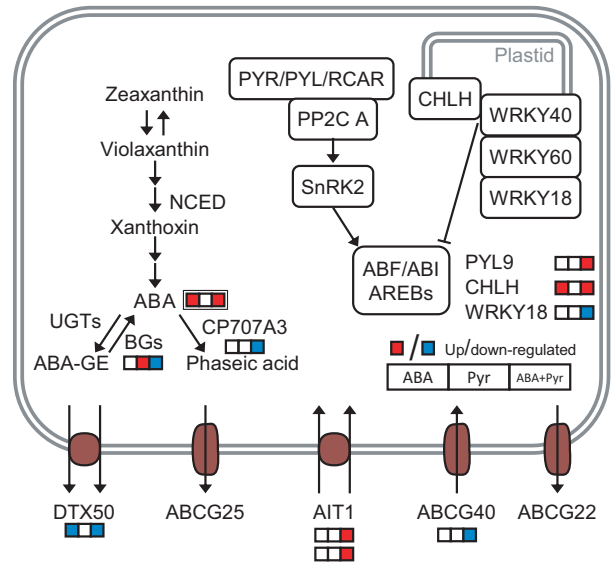 Plastid
PYR/PYL/RCAR
CHLH
Zeaxanthin
PP2C A
WRKY40
Violaxanthin
WRKY60
SnRK2
WRKY18
NCED
Xanthoxin
ABF/ABI
AREBs
PYL9
CHLH
WRKY18
ABA
UGTs
BGs
CP707A3
ABA-GE
Phaseic acid
/ Up/down-regulated
ABA Pyr ABA+Pyr
DTX50 ABCG25 AIT1 ABCG40 ABCG22